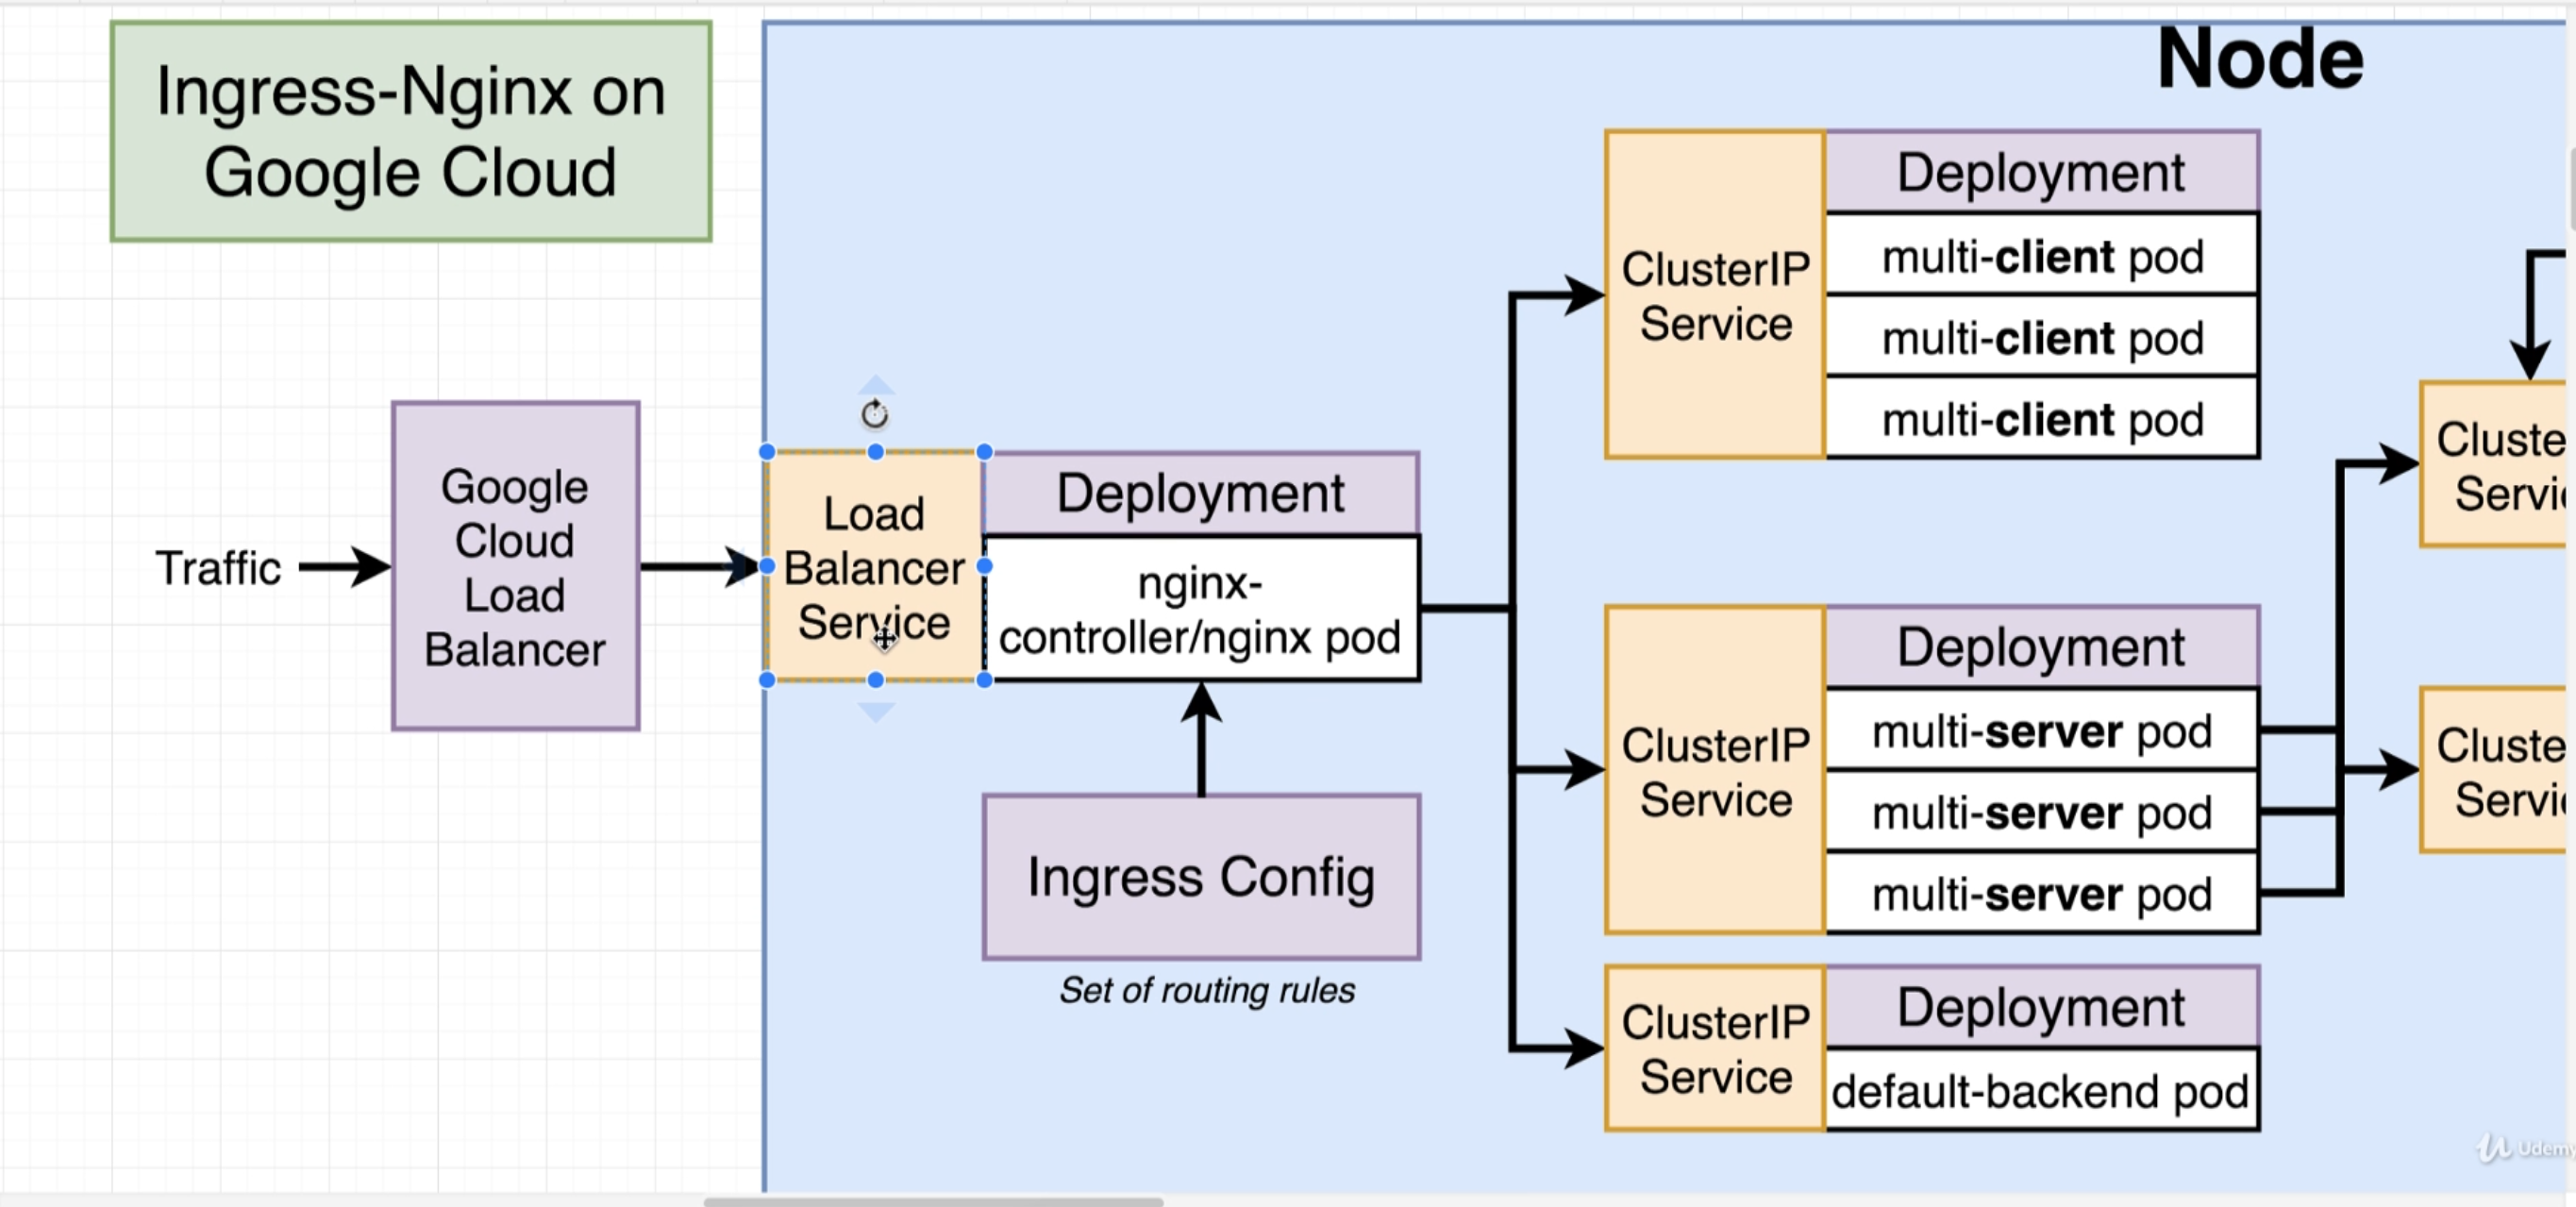 Ingress-Nginx on
Google Cloud
Node
Traffic
Google
Cloud
Load
Balancer
Load
Balancer
Service
Deployment
nginx-
controller/nginx pod
Ingress Config
Set of routing rules
ClusterIP
Service
Deployment
multi-client pod
multi-client pod
multi-client pod
ClusterIP
Service
Deployment
multi-server pod
multi-server pod
multi-server pod
ClusterIP
Service
Deployment
default-backend pod
Cluste
Servi
Cluste
Servi
Udemy